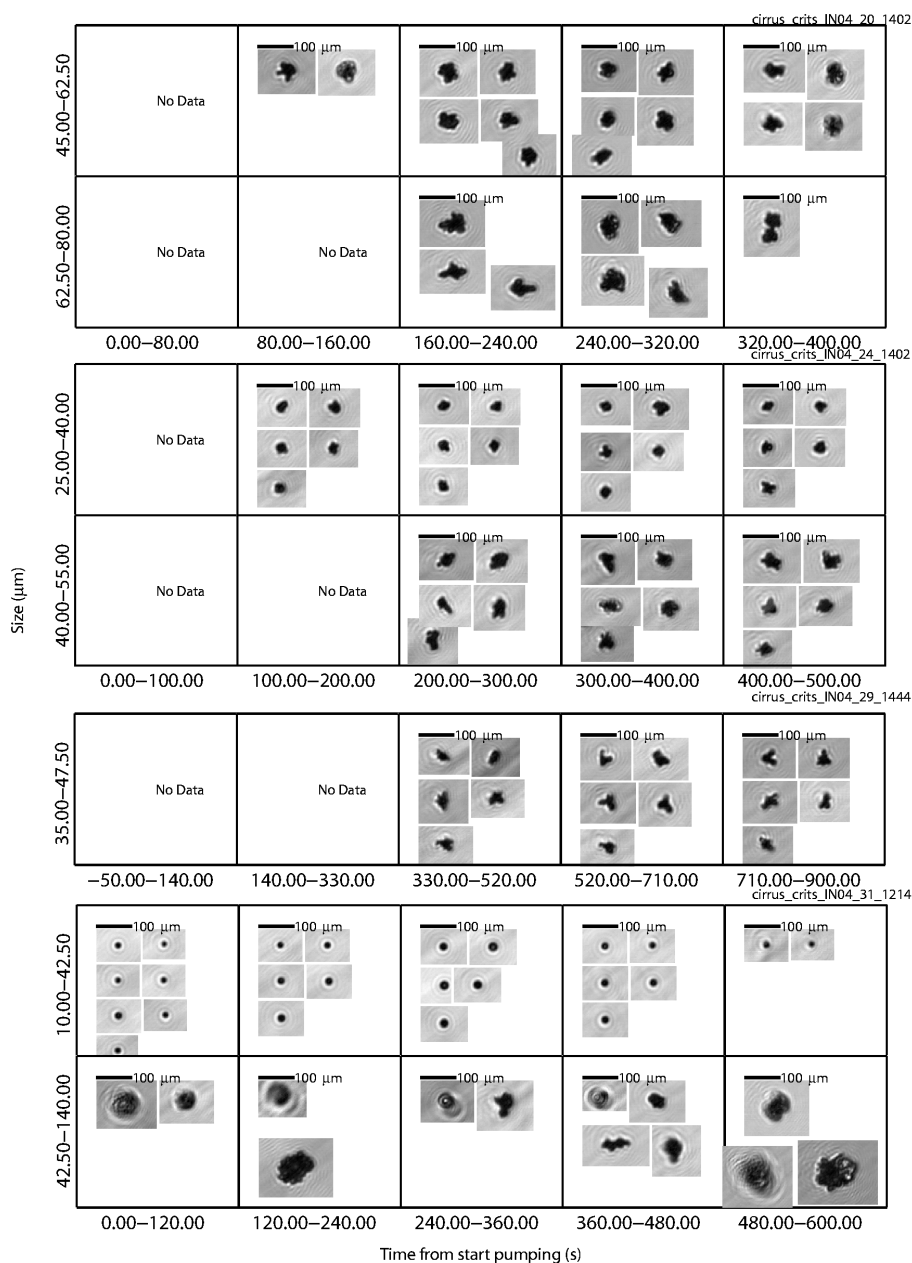 cirrus_crits_IN04_20_1402
45.00−62.50
No Data
100 μm
100 μm
100 μm
100 μm
62.50−80.00
No Data
No Data
100 μm
100 μm
100 μm
0.00−80.00
80.00−160.00
160.00−240.00
240.00−320.00
320.00−400.00
cirrus_crits_IN04_24_1402
25.00−40.00
No Data
100 μm
100 μm
100 μm
100 μm
40.00−55.00
No Data
No Data
100 μm
100 μm
100 μm
0.00−100.00
100.00−200.00
200.00−300.00
300.00−400.00
400.00−500.00
Size (μm)
cirrus_crits_IN04_29_1444
35.00−47.50
No Data
No Data
100 μm
100 μm
100 μm
−50.00−140.00
140.00−330.00
330.00−520.00
520.00−710.00
710.00−900.00
cirrus_crits_IN04_31_1214
10.00−42.50
100 μm
100 μm
100 μm
100 μm
100 μm
42.50−140.00
100 μm
100 μm
100 μm
100 μm
100 μm
0.00−120.00
120.00−240.00
240.00−360.00
360.00−480.00
480.00−600.00
Time from start pumping (s)